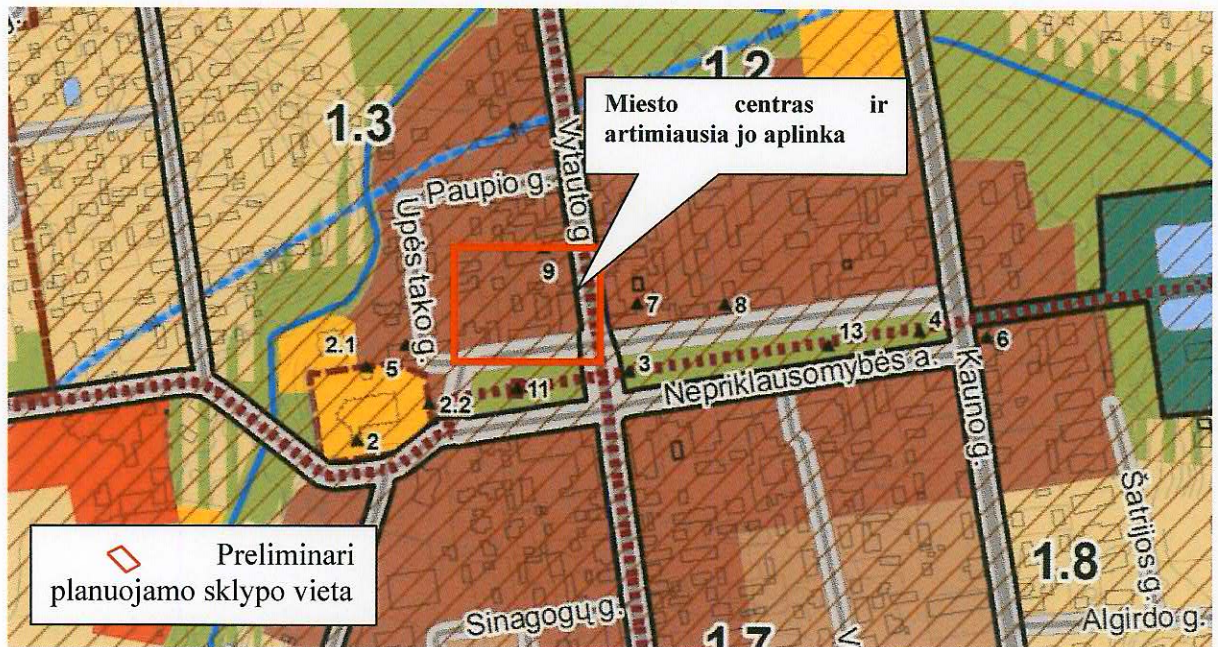 1.2
Miesto centras ir
artimiausia jo aplinka
1.3
Vytauto g.
Paupio g.
Upės tako g.
9
7
8
2.1
5
3
13
4
6
11
2.2
Nepriklausomybės a.
Kauno g.
2
Šatrijos g.
Preliminari
planuojamo sklypo vieta
1.8
Sinagogų g.
1.7
V
Algirdo g.